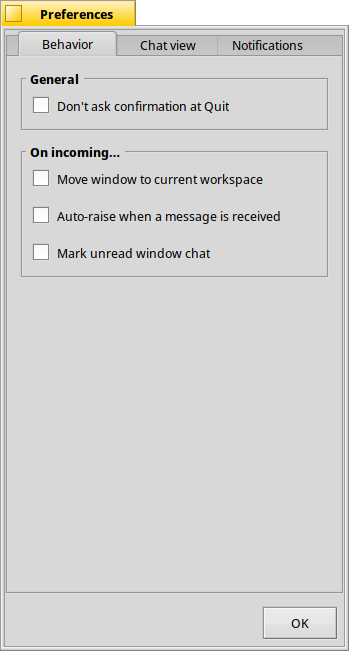 Preferences
Behavior
Chat view
Notifications
General
Don't ask confirmation at Quit
On incoming...
Move window to current workspace
Auto-raise when a message is received
Mark unread window chat
OK